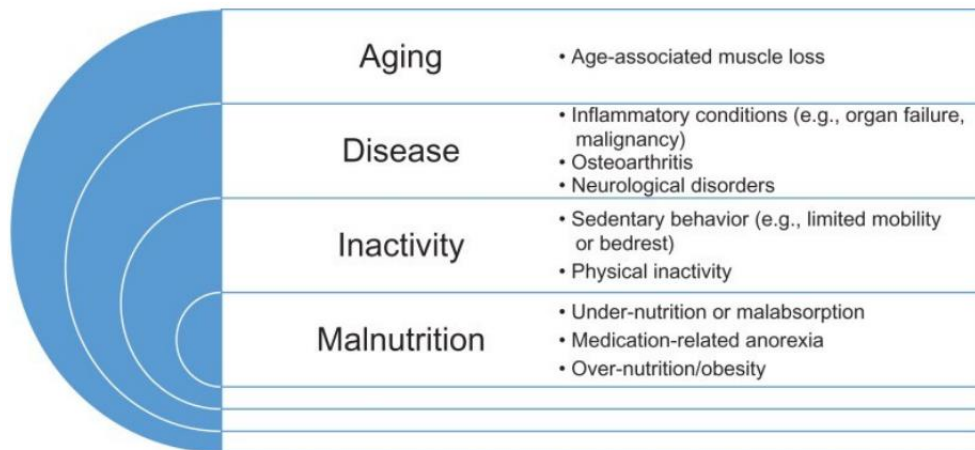 Aging
• Age-associated muscle loss
Disease
• Inflammatory conditions (e.g., organ failure,
malignancy)
• Osteoarthritis
• Neurological disorders
Inactivity
• Sedentary behavior (e.g., limited mobility
or bedrest)
• Physical inactivity
Malnutrition
• Under-nutrition or malabsorption
• Medication-related anorexia
• Over-nutrition/obesity